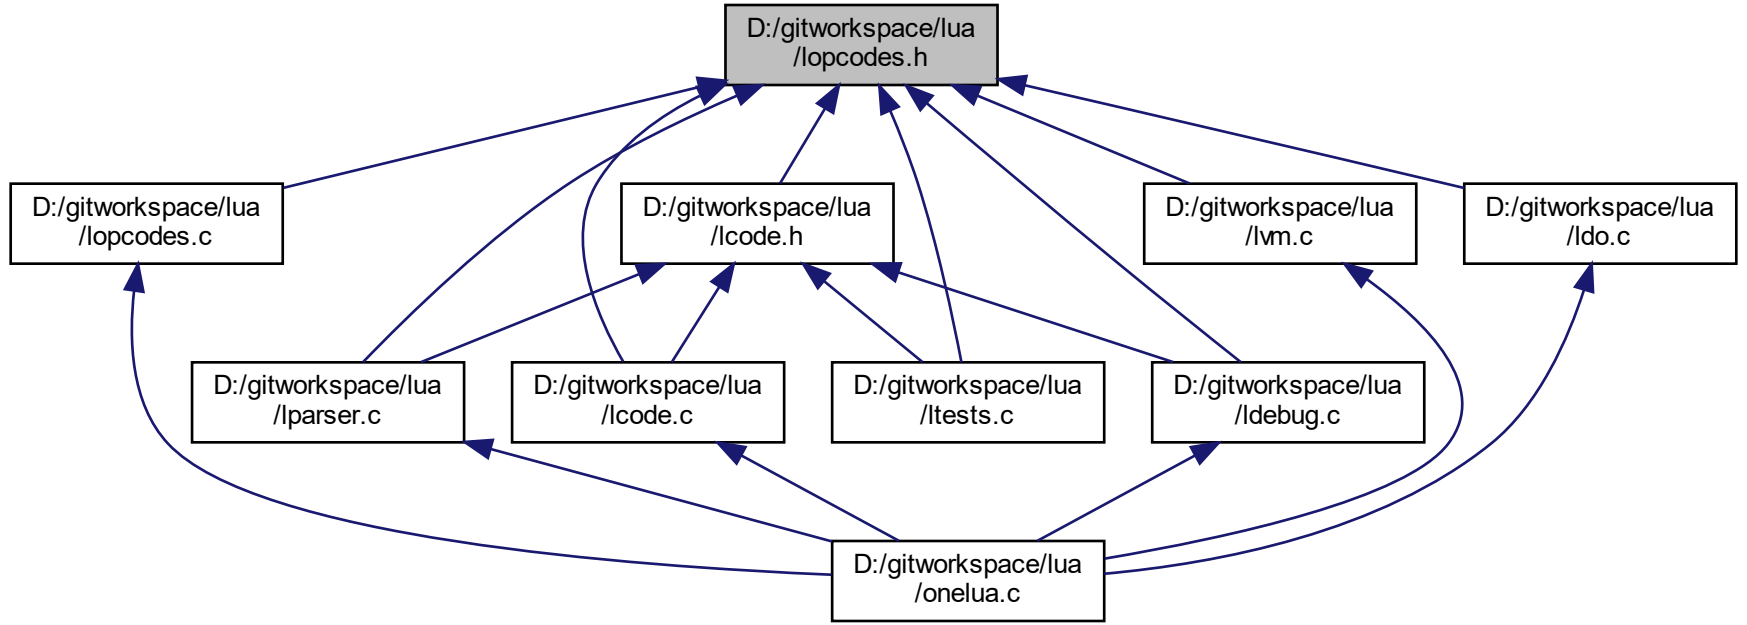 D:/gitworkspace/lua
/lopcodes.h
D:/gitworkspace/lua
/lopcodes.c
D:/gitworkspace/lua
/lcode.h
D:/gitworkspace/lua
/lvm.c
D:/gitworkspace/lua
/ldo.c
D:/gitworkspace/lua
/lparser.c
D:/gitworkspace/lua
/lcode.c
D:/gitworkspace/lua
/ltests.c
D:/gitworkspace/lua
/ldebug.c
D:/gitworkspace/lua
/onelua.c